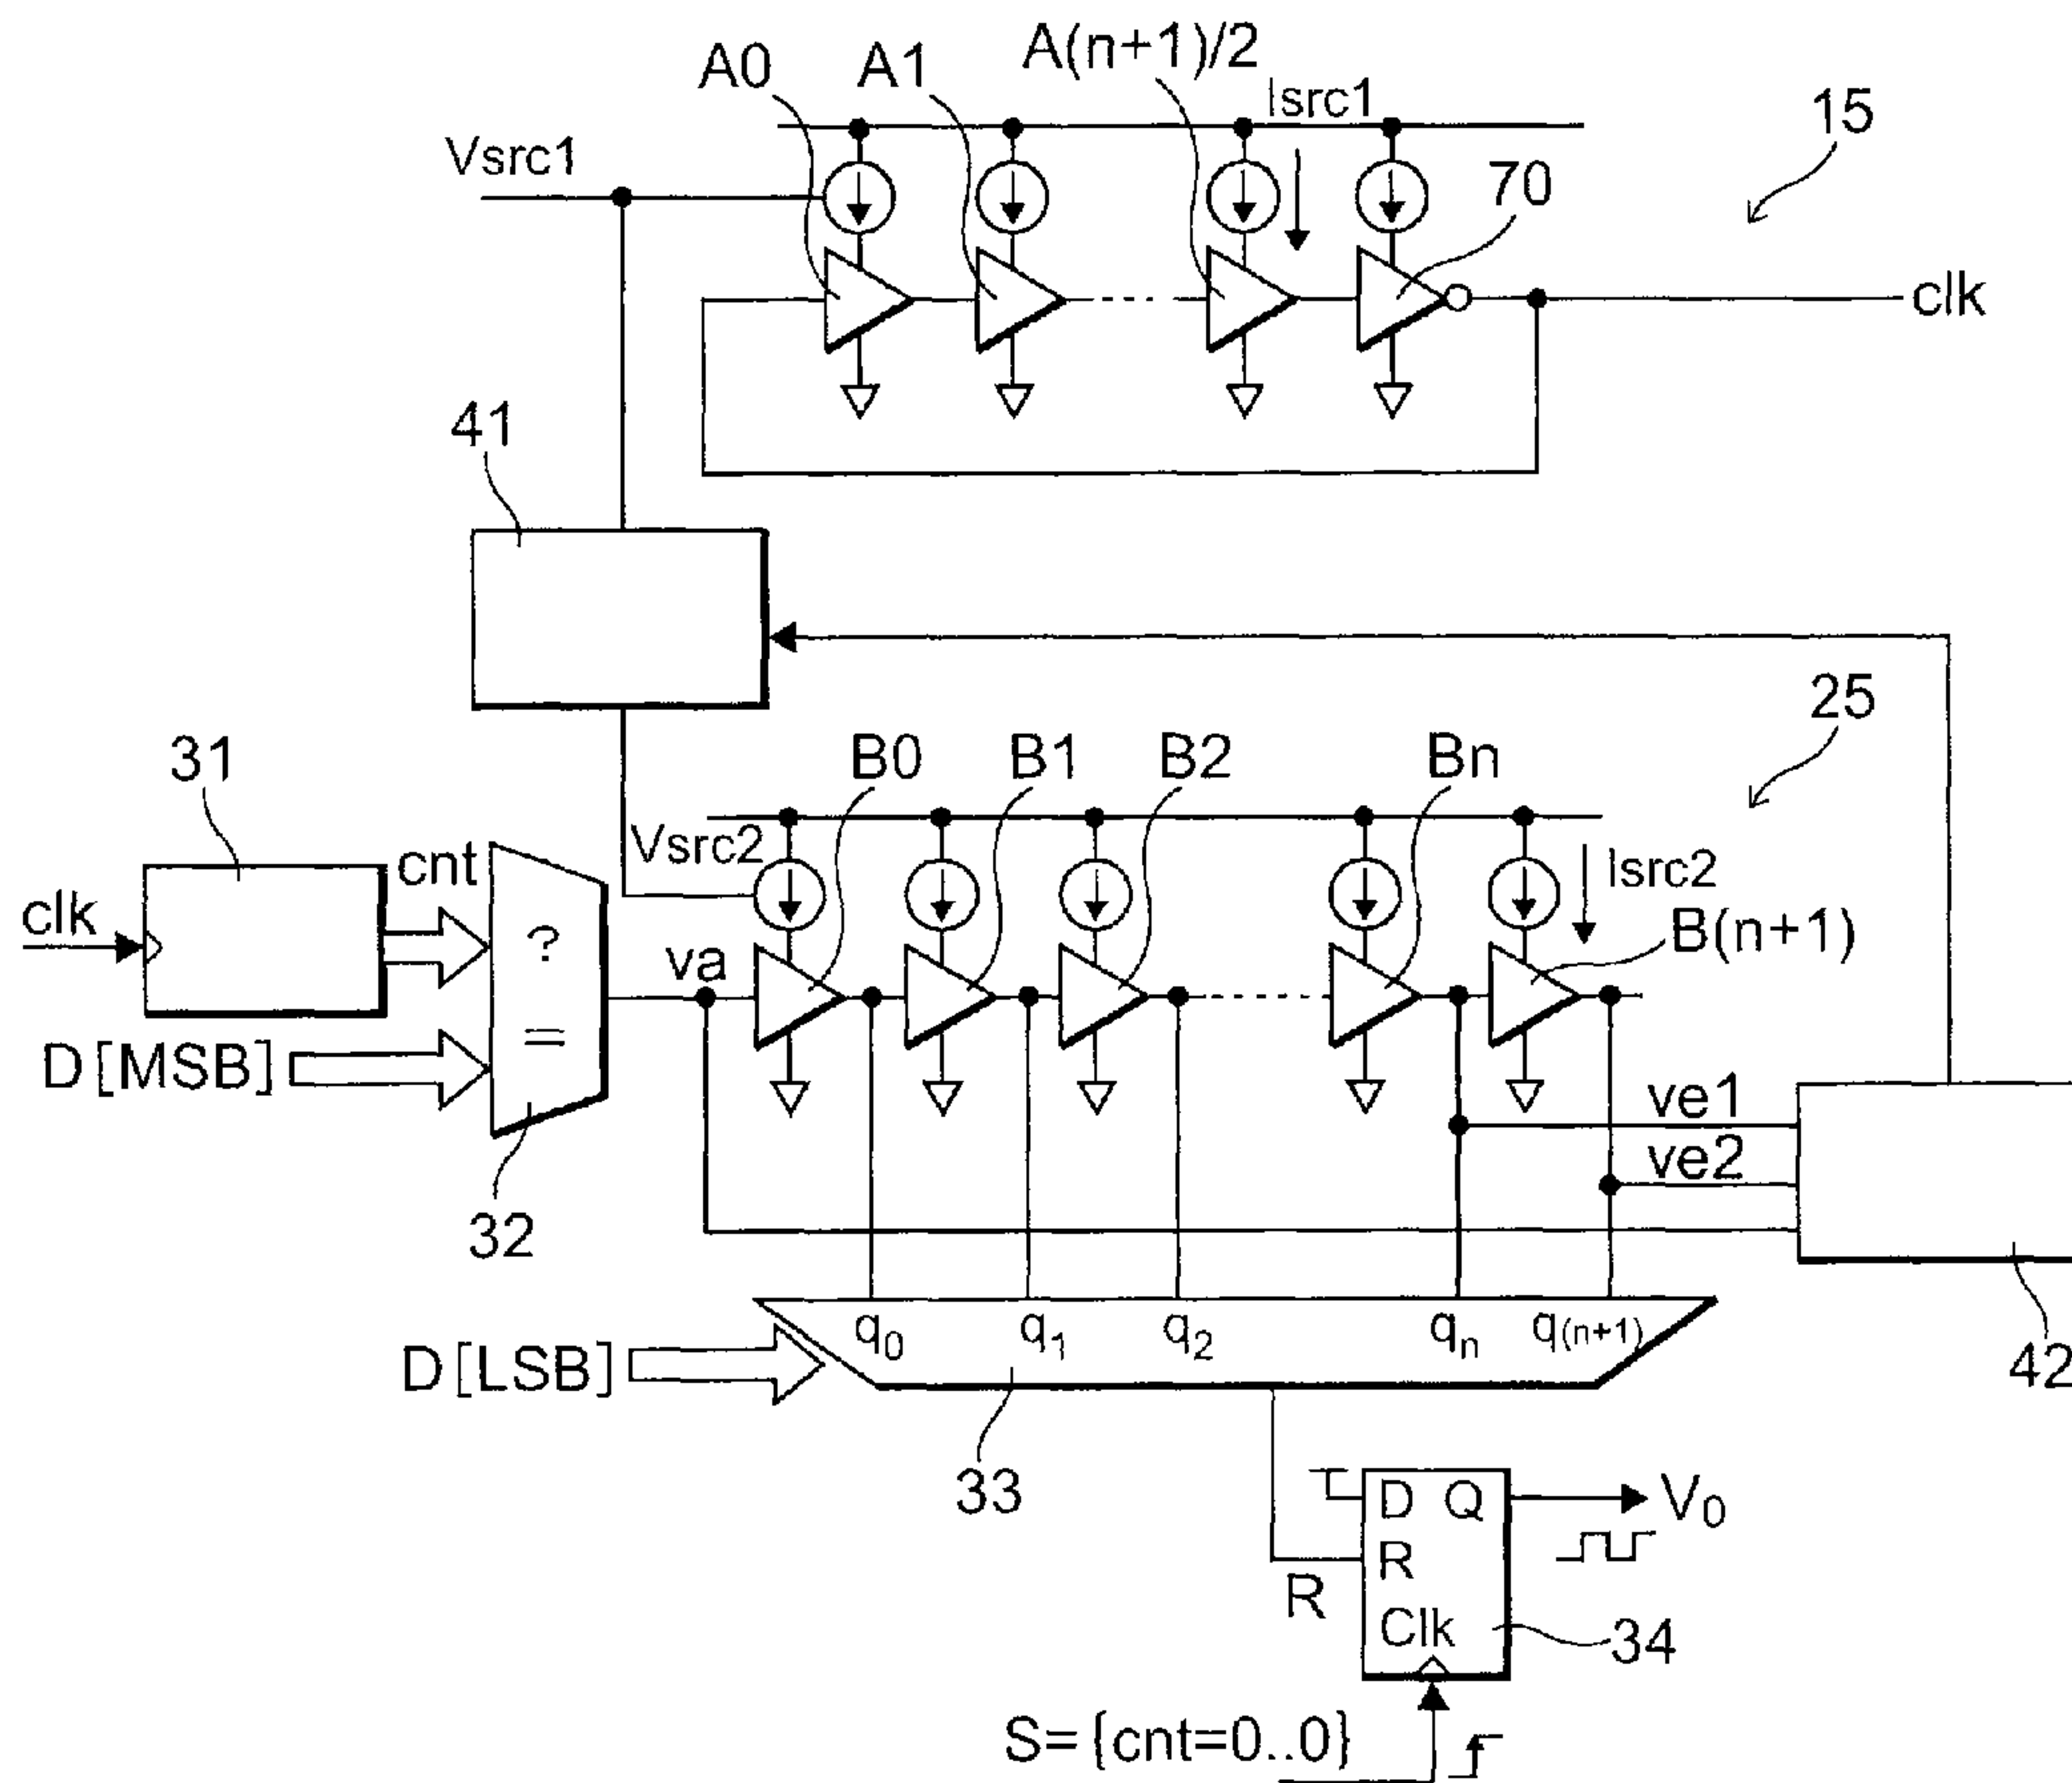 A0 A1 A(n+1)/2 Isrc1
15
Vsrc1
70
clk
41
25
31
B0 B1 B2 Bn
Vsrc2
Isrc2
cnt
clk
?
va
B(n+1)
=
D[MSB]
ve1
ve2
32
q0 q1 q2 qn q(n+1)
D[LSB]
42
33
D Q V0
R
R
Clk
34
S={cnt=0..0}